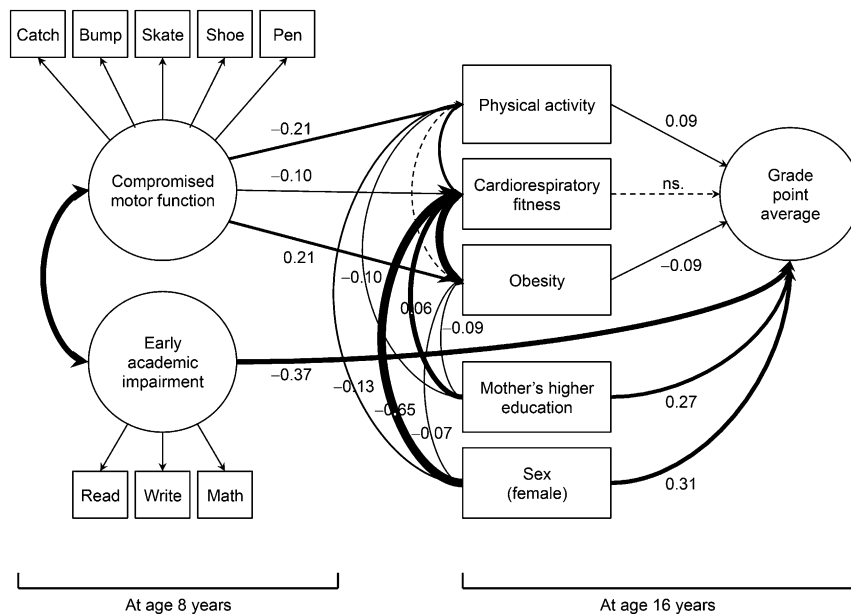 Catch
Bump
Skate
Shoe
Pen
Compromised
motor function
Early
academic
impairment
Read
Write
Math
−0.21
−0.10
0.21
−0.10
0.06
−0.09
−0.37
−0.13
−0.65
−0.07
Physical activity
Cardiorespiratory
fitness
Obesity
Mother’s higher
education
Sex
(female)
0.09
ns.
−0.09
0.27
0.31
Grade
point
average
At age 8 years
At age 16 years